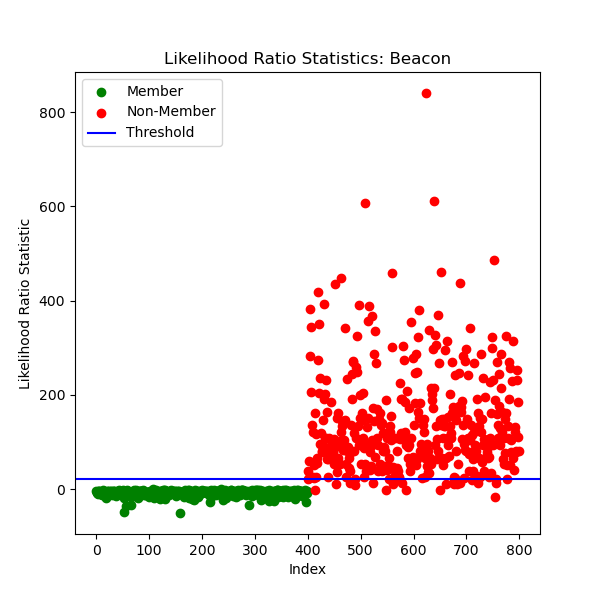 Likelihood Ratio Statistics: Beacon
Member
Non-Member
Threshold
Likelihood Ratio Statistic
800
600
400
200
0
0 100 200 300 400 500 600 700 800
Index